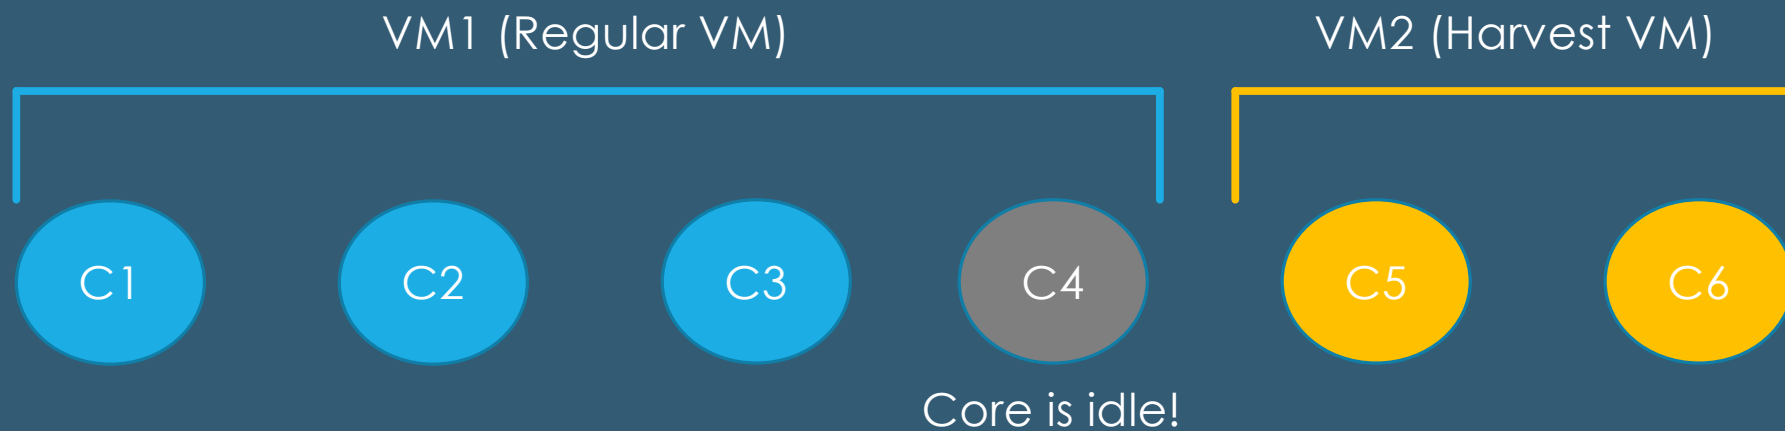 VM1 (Regular VM)
VM2 (Harvest VM)
C1
C2
C3
C4
C5
C6
Core is idle!